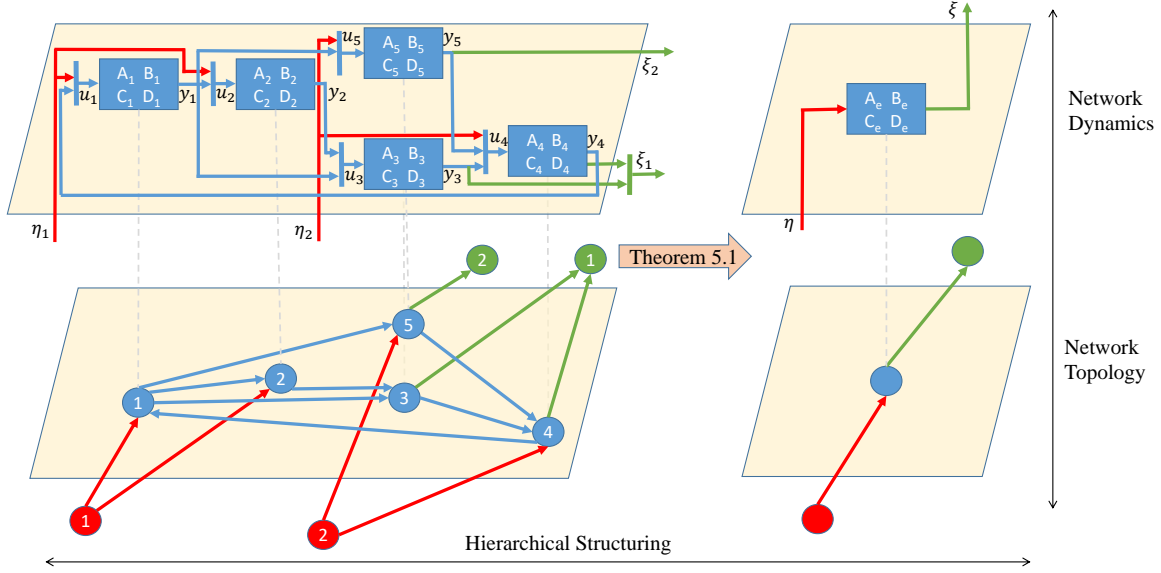 ξ
u₅
A₅ B₅
C₅ D₅
y₅
ξ₂
A₁ B₁
C₁ D₁
u₁
y₁
u₂
A₂ B₂
C₂ D₂
y₂
Aₑ Bₑ
Cₑ Dₑ
Network
Dynamics
u₄
A₄ B₄
C₄ D₄
y₄
u₃
A₃ B₃
C₃ D₃
y₃
ξ₁
η₁
η₂
η
2
1
Theorem 5.1
5
2
1
3
4
Network
Topology
1
2
Hierarchical Structuring